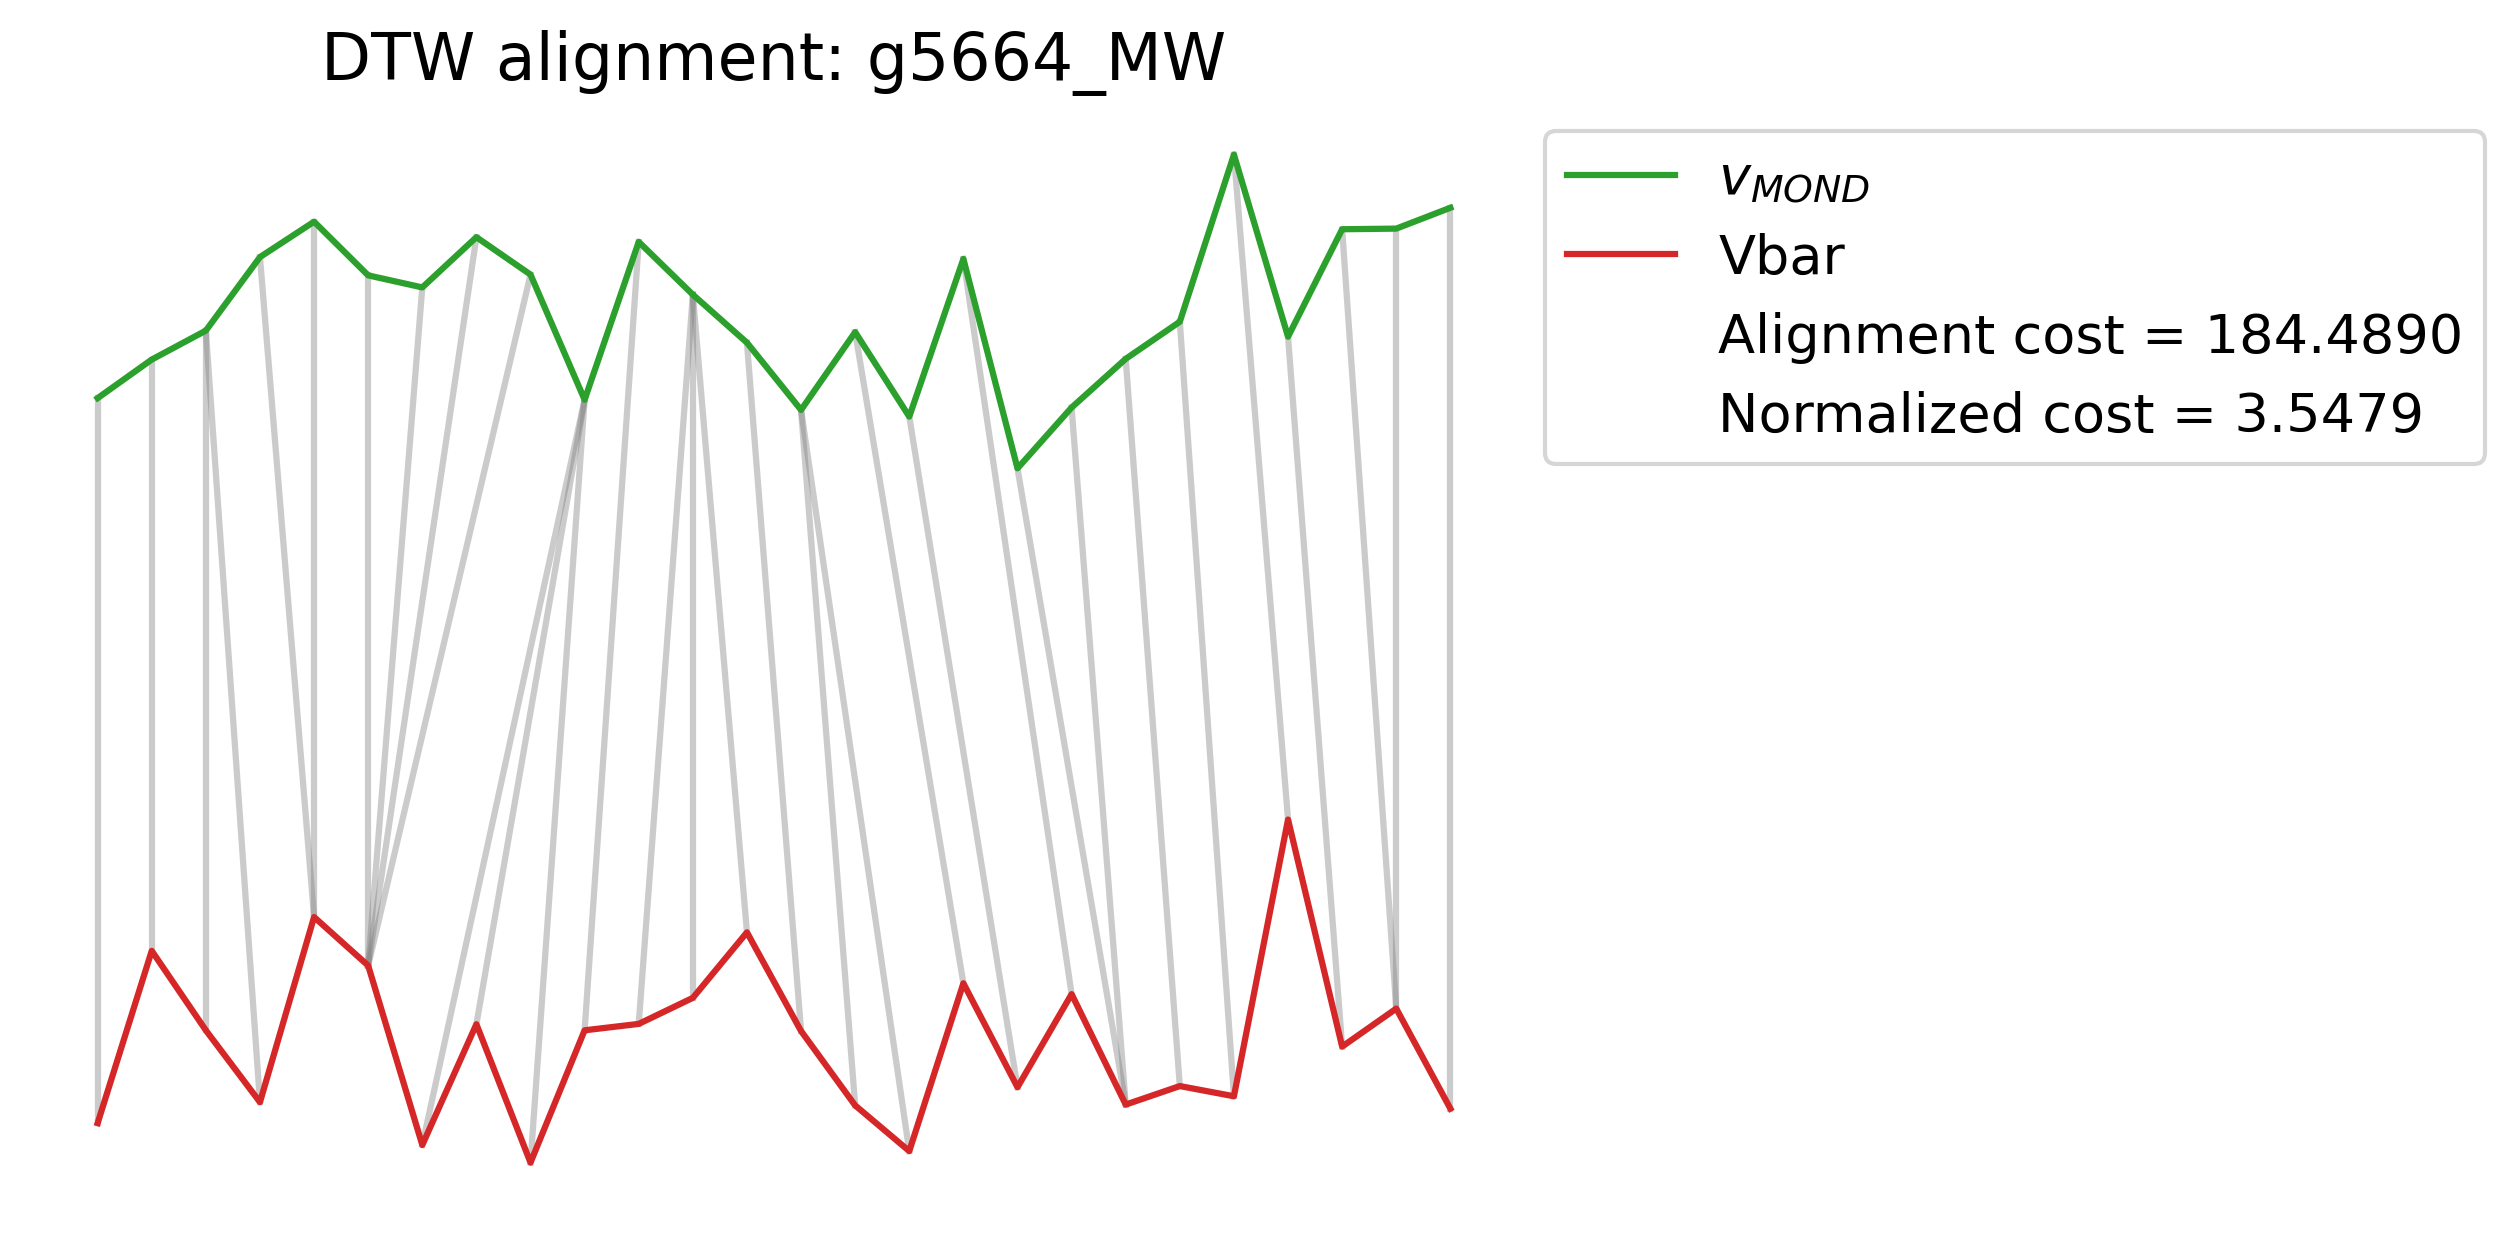 DTW alignment: g5664_MW
v_MOND
Vbar
Alignment cost = 184.4890
Normalized cost = 3.5479